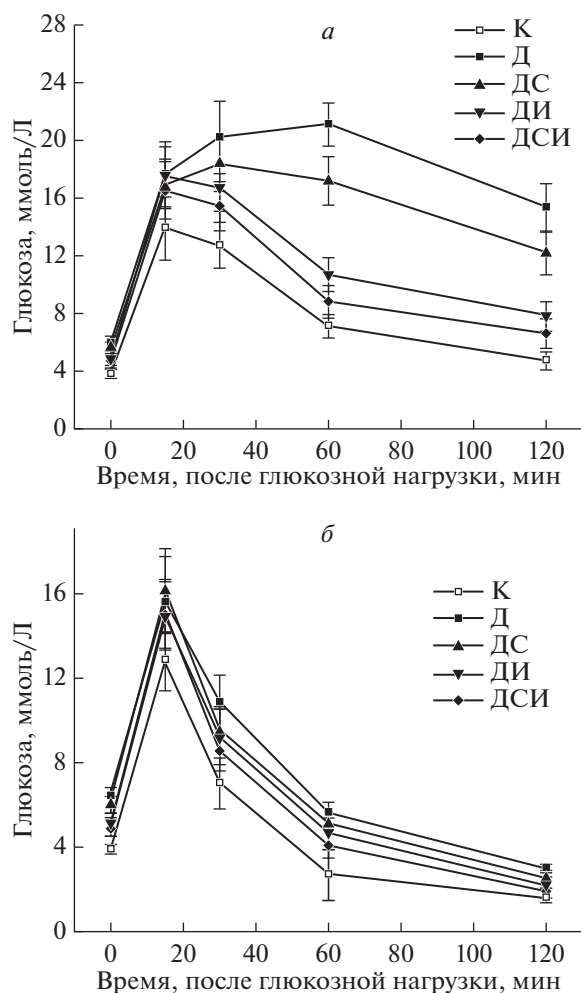 а
Глюкоза, ммоль/Л
28
24
20
16
12
8
4
0
К
Д
ДС
ДИ
ДСИ
0 20 40 60 80 100 120
Время, после глюкозной нагрузки, мин
б
Глюкоза, ммоль/Л
16
12
8
4
0
К
Д
ДС
ДИ
ДСИ
0 20 40 60 80 100 120
Время, после глюкозной нагрузки, мин